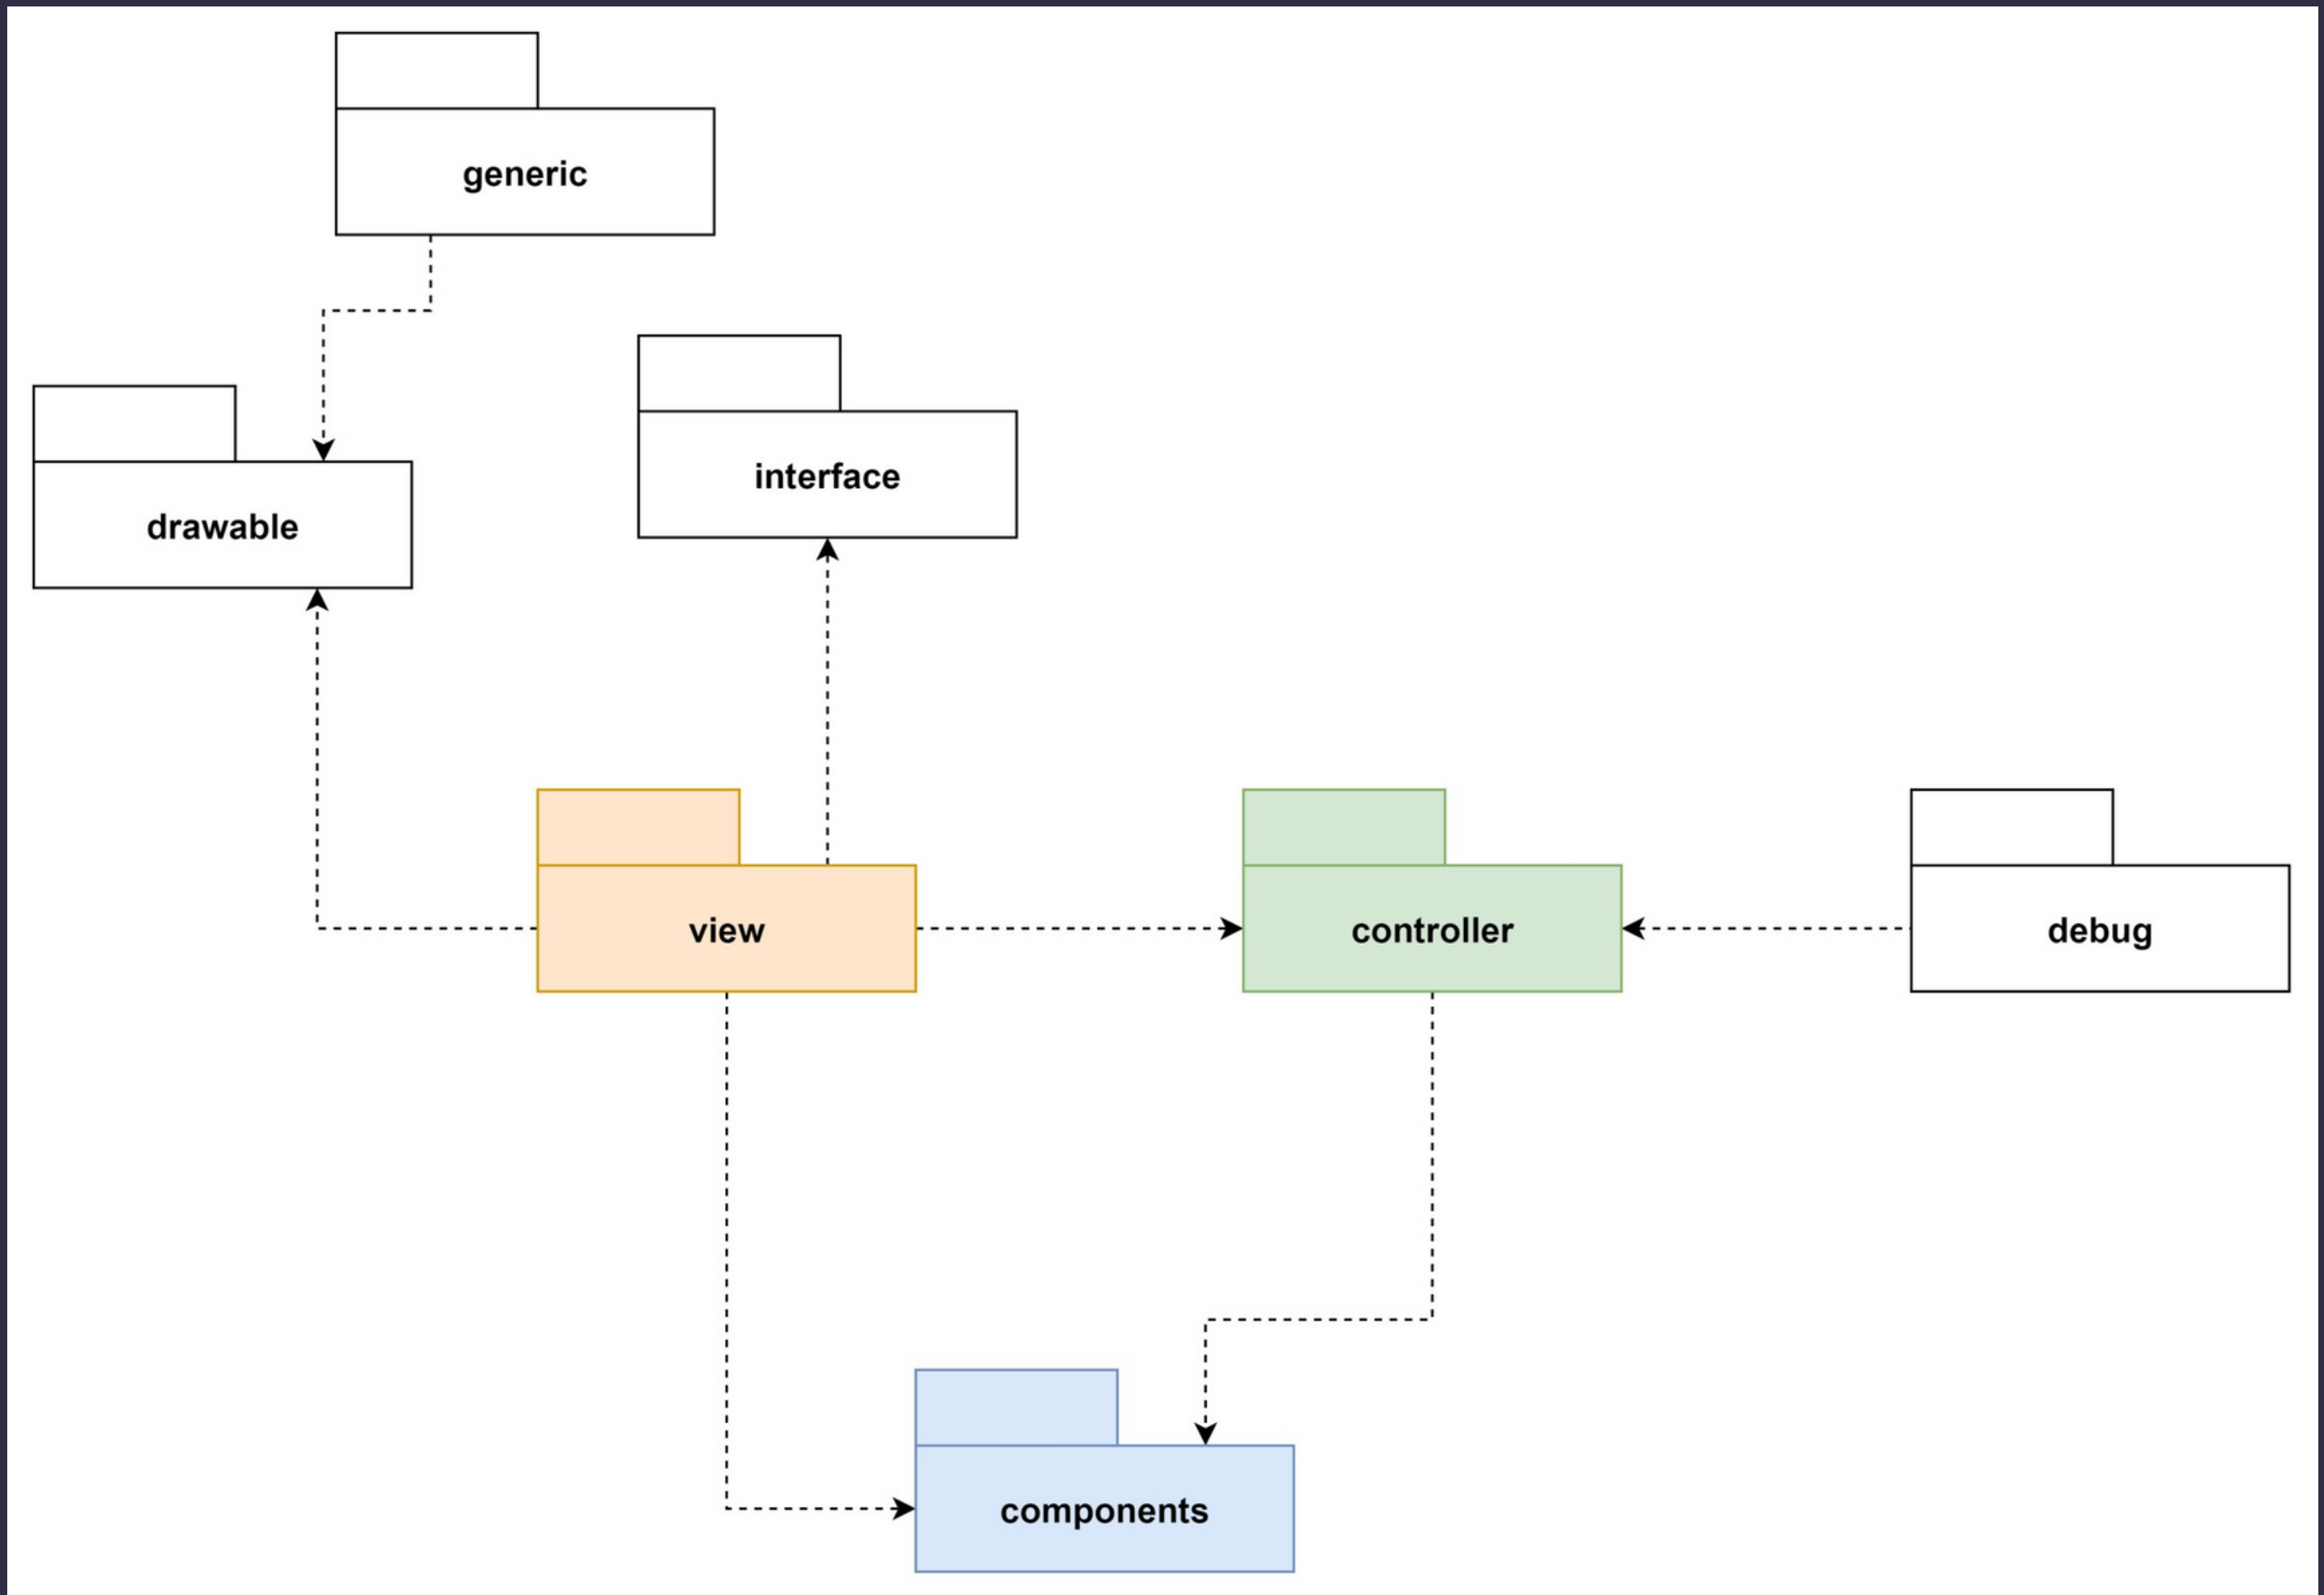 generic
interface
drawable
view
controller
debug
components